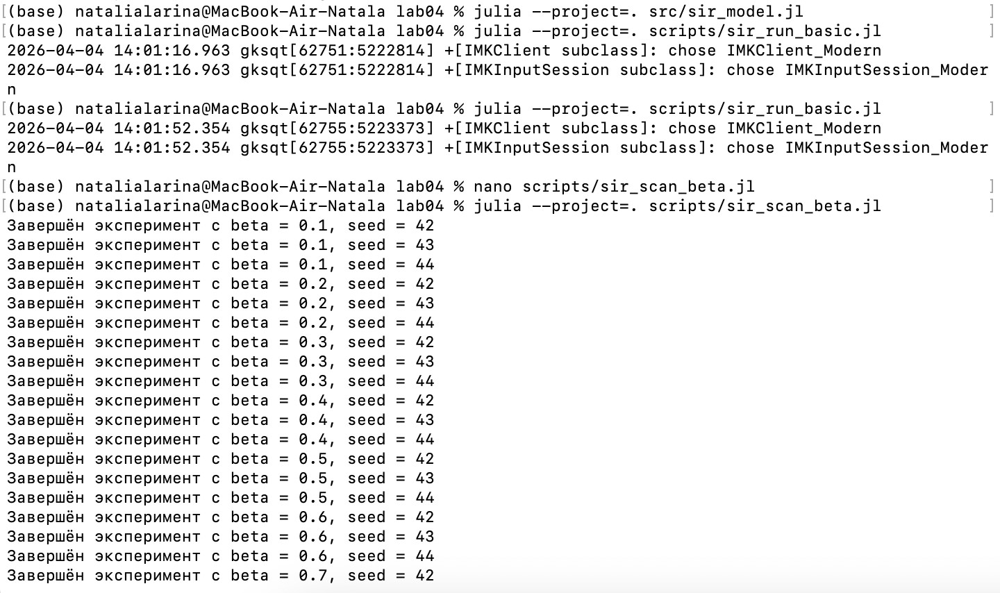 (base) natalialarina@MacBook-Air-Natala lab04 % julia --project=. src/sir_model.jl ]
[(base) natalialarina@MacBook-Air-Natala lab04 % julia --project=. scripts/sir_run_basic.jl ]
2026-04-04 14:01:16.963 gksqt[62751:5222814] +[IMKClient subclass]: chose IMKClient_Modern
2026-04-04 14:01:16.963 gksqt[62751:5222814] +[IMKInputSession subclass]: chose IMKInputSession_Moder
n
[(base) natalialarina@MacBook-Air-Natala lab04 % julia --project=. scripts/sir_run_basic.jl ]
2026-04-04 14:01:52.354 gksqt[62755:5223373] +[IMKClient subclass]: chose IMKClient_Modern
2026-04-04 14:01:52.354 gksqt[62755:5223373] +[IMKInputSession subclass]: chose IMKInputSession_Moder
n
[(base) natalialarina@MacBook-Air-Natala lab04 % nano scripts/sir_scan_beta.jl ]
[(base) natalialarina@MacBook-Air-Natala lab04 % julia --project=. scripts/sir_scan_beta.jl ]
Завершён эксперимент с beta = 0.1, seed = 42
Завершён эксперимент с beta = 0.1, seed = 43
Завершён эксперимент с beta = 0.1, seed = 44
Завершён эксперимент с beta = 0.2, seed = 42
Завершён эксперимент с beta = 0.2, seed = 43
Завершён эксперимент с beta = 0.2, seed = 44
Завершён эксперимент с beta = 0.3, seed = 42
Завершён эксперимент с beta = 0.3, seed = 43
Завершён эксперимент с beta = 0.3, seed = 44
Завершён эксперимент с beta = 0.4, seed = 42
Завершён эксперимент с beta = 0.4, seed = 43
Завершён эксперимент с beta = 0.4, seed = 44
Завершён эксперимент с beta = 0.5, seed = 42
Завершён эксперимент с beta = 0.5, seed = 43
Завершён эксперимент с beta = 0.5, seed = 44
Завершён эксперимент с beta = 0.6, seed = 42
Завершён эксперимент с beta = 0.6, seed = 43
Завершён эксперимент с beta = 0.6, seed = 44
Завершён эксперимент с beta = 0.7, seed = 42